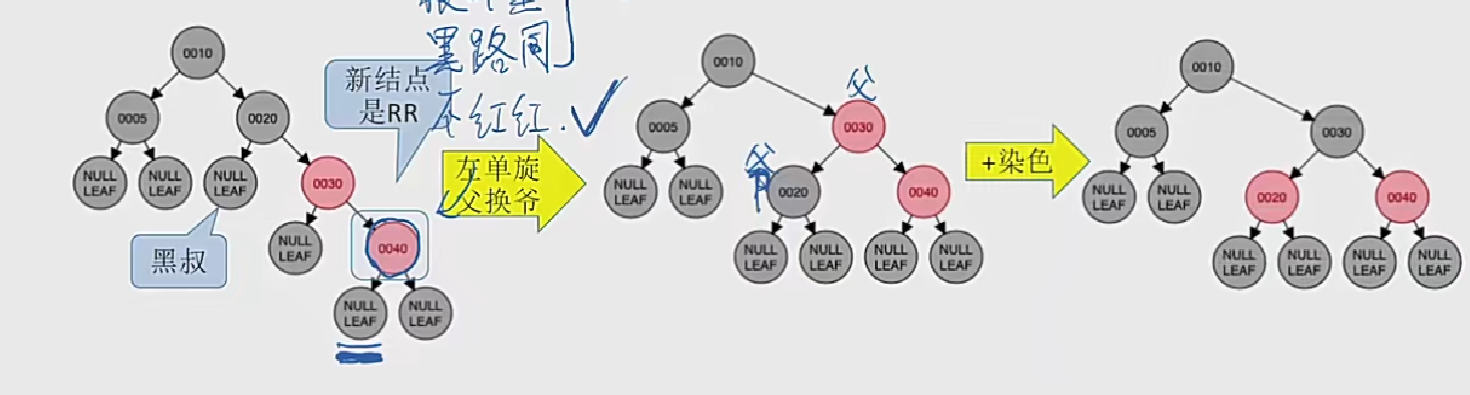 黑路同
不红红.✓
新结点
是RR
黑叔
0010
0005
0020
NULL
LEAF
NULL
LEAF
NULL
LEAF
0030
NULL
LEAF
0040
NULL
LEAF
NULL
LEAF
左单旋
父换爷
0010
父
0005
0030
爷
NULL
LEAF
NULL
LEAF
0020
0040
NULL
LEAF
NULL
LEAF
NULL
LEAF
NULL
LEAF
+染色
0010
0005
0030
NULL
LEAF
NULL
LEAF
0020
0040
NULL
LEAF
NULL
LEAF
NULL
LEAF
NULL
LEAF